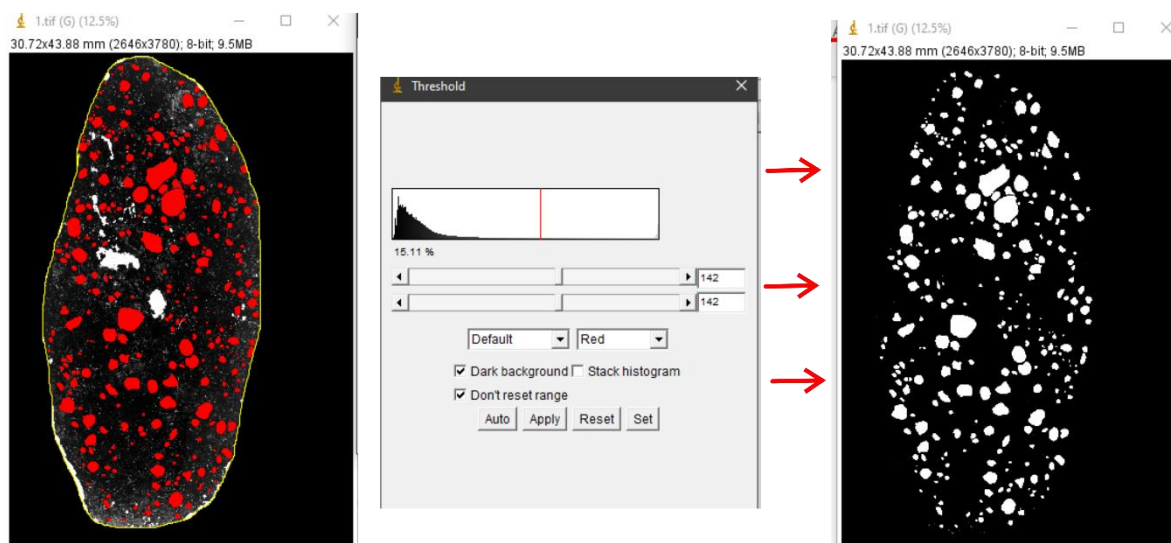 1.tif (G) (12.5%)
30.72x43.88 mm (2646x3780); 8-bit; 9.5MB
Threshold
15.11 %
142
142
Default
Red
Dark background
Stack histogram
Don't reset range
Auto
Apply
Reset
Set
1.tif (G) (12.5%)
30.72x43.88 mm (2646x3780); 8-bit; 9.5MB